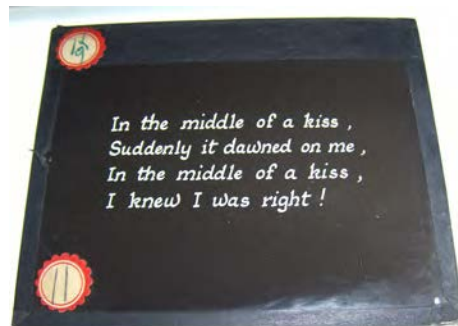 In the middle of a kiss ,
Suddenly it dawned on me ,
In the middle of a kiss ,
I knew I was right !
11